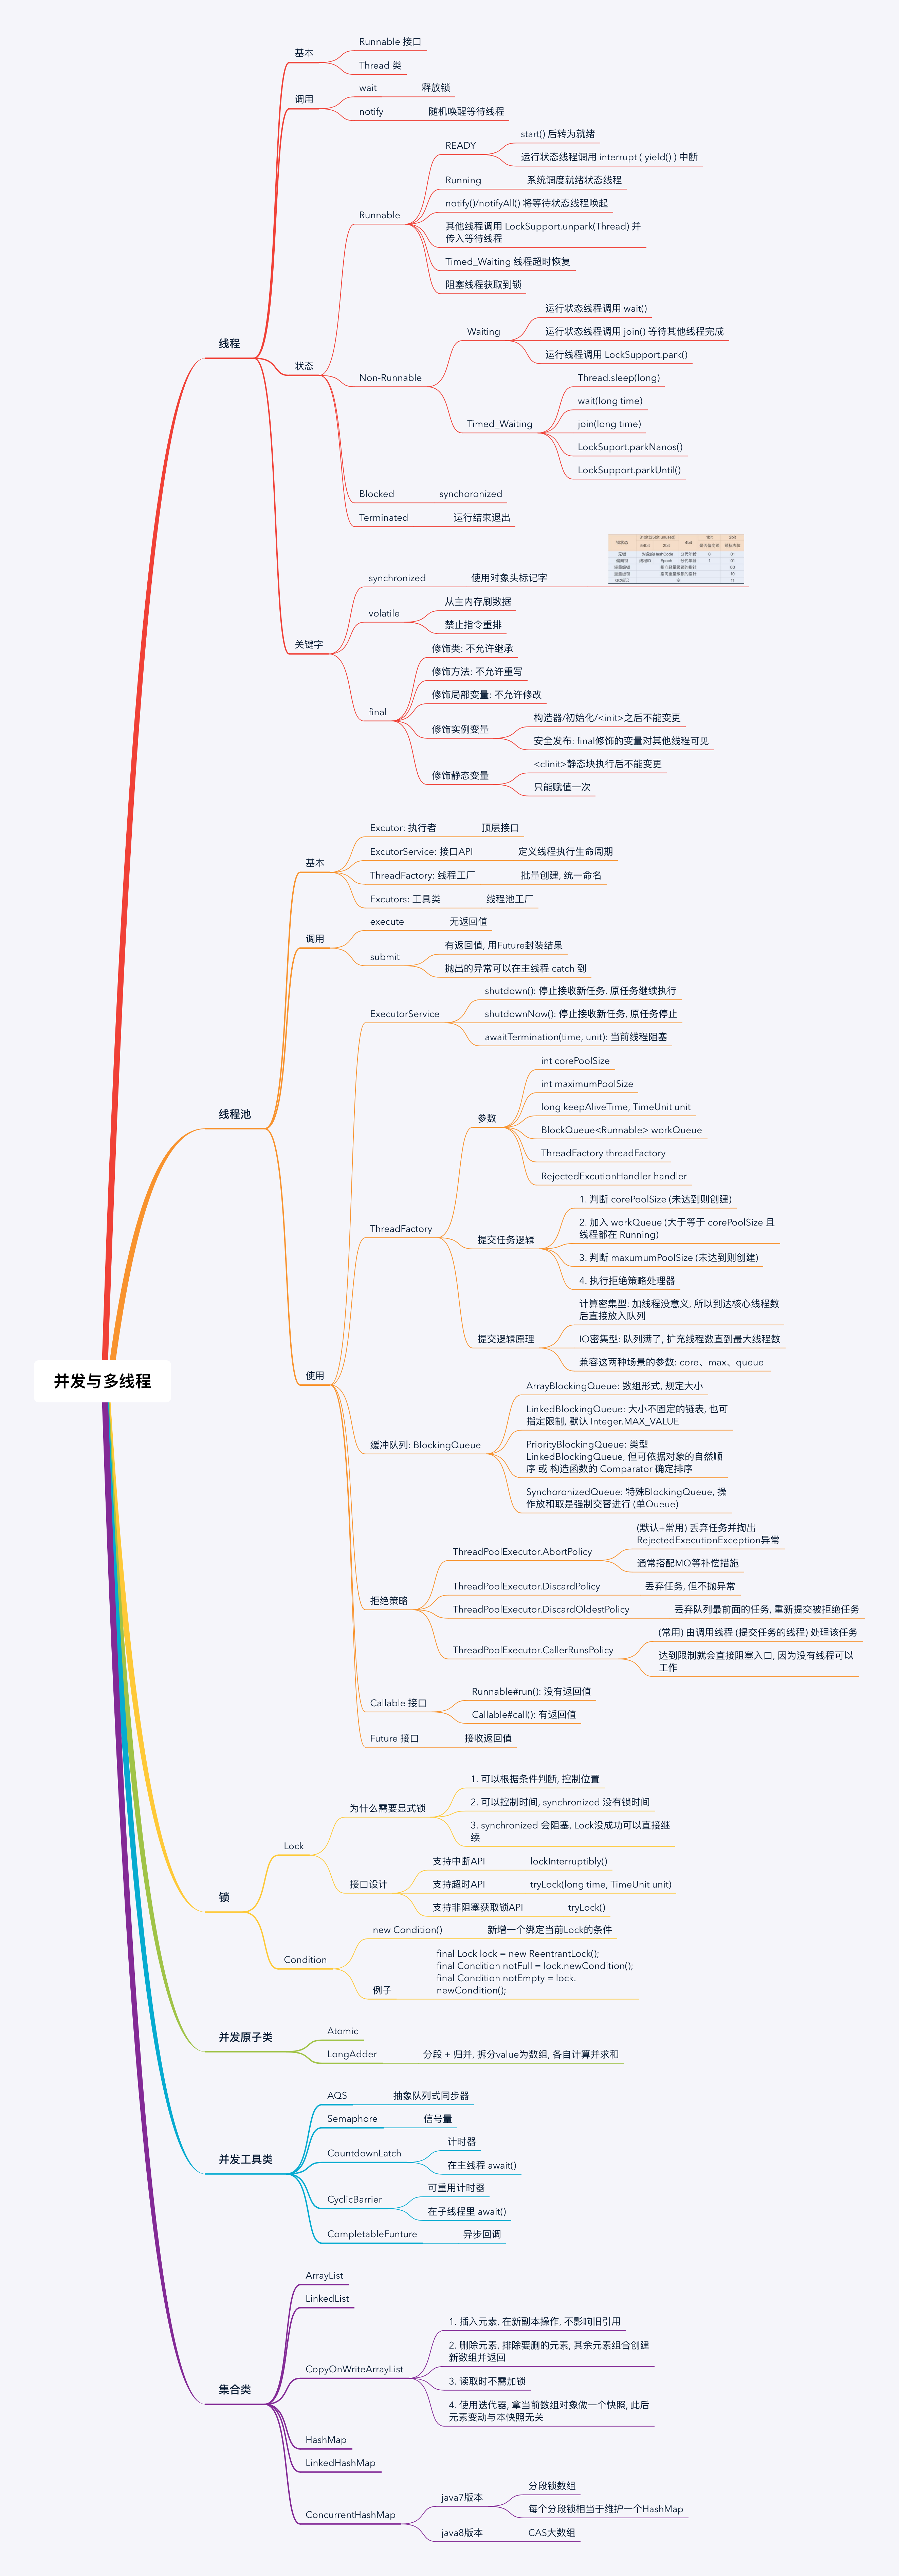 并发与多线程
线程
基本
Runnable 接口
Thread 类
调用
wait
释放锁
notify
随机唤醒等待线程
状态
Runnable
READY
start() 后转为就绪
运行状态线程调用 interrupt ( yield() ) 中断
Running
系统调度就绪状态线程
notify()/notifyAll() 将等待状态线程唤起
其他线程调用 LockSupport.unpark(Thread) 并
传入等待线程
Timed_Waiting 线程超时恢复
阻塞线程获取到锁
Non-Runnable
Waiting
运行状态线程调用 wait()
运行状态线程调用 join() 等待其他线程完成
运行线程调用 LockSupport.park()
Timed_Waiting
Thread.sleep(long)
wait(long time)
join(long time)
LockSuport.parkNanos()
LockSupport.parkUntil()
Blocked
synchoronized
Terminated
运行结束退出
关键字
synchronized
使用对象头标记字
volatile
从主内存刷数据
禁止指令重排
final
修饰类: 不允许继承
修饰方法: 不允许重写
修饰局部变量: 不允许修改
修饰实例变量
构造器/初始化/<init>之后不能变更
安全发布: final修饰的变量对其他线程可见
修饰静态变量
<clinit>静态块执行后不能变更
只能赋值一次
线程池
基本
Excutor: 执行者
顶层接口
ExcutorService: 接口API
定义线程执行生命周期
ThreadFactory: 线程工厂
批量创建, 统一命名
Excutors: 工具类
线程池工厂
调用
execute
无返回值
submit
有返回值, 用Future封装结果
抛出的异常可以在主线程 catch 到
使用
ExecutorService
shutdown(): 停止接收新任务, 原任务继续执行
shutdownNow(): 停止接收新任务, 原任务停止
awaitTermination(time, unit): 当前线程阻塞
ThreadFactory
参数
int corePoolSize
int maximumPoolSize
long keepAliveTime, TimeUnit unit
BlockQueue<Runnable> workQueue
ThreadFactory threadFactory
RejectedExcutionHandler handler
提交任务逻辑
1. 判断 corePoolSize (未达到则创建)
2. 加入 workQueue (大于等于 corePoolSize 且
线程都在 Running)
3. 判断 maxumumPoolSize (未达到则创建)
4. 执行拒绝策略处理器
提交逻辑原理
计算密集型: 加线程没意义, 所以到达核心线程数
后直接放入队列
IO密集型: 队列满了, 扩充线程数直到最大线程数
兼容这两种场景的参数: core、max、queue
缓冲队列: BlockingQueue
ArrayBlockingQueue: 数组形式, 规定大小
LinkedBlockingQueue: 大小不固定的链表, 也可
指定限制, 默认 Integer.MAX_VALUE
PriorityBlockingQueue: 类型
LinkedBlockingQueue, 但可依据对象的自然顺
序 或 构造函数的 Comparator 确定排序
SynchoronizedQueue: 特殊BlockingQueue, 操
作放和取是强制交替进行 (单Queue)
拒绝策略
ThreadPoolExecutor.AbortPolicy
(默认+常用) 丢弃任务并掏出
RejectedExecutionException异常
通常搭配MQ等补偿措施
ThreadPoolExecutor.DiscardPolicy
丢弃任务, 但不抛异常
ThreadPoolExecutor.DiscardOldestPolicy
丢弃队列最前面的任务, 重新提交被拒绝任务
ThreadPoolExecutor.CallerRunsPolicy
(常用) 由调用线程 (提交任务的线程) 处理该任务
达到限制就会直接阻塞入口, 因为没有线程可以
工作
Callable 接口
Runnable#run(): 没有返回值
Callable#call(): 有返回值
Future 接口
接收返回值
锁
Lock
为什么需要显式锁
1. 可以根据条件判断, 控制位置
2. 可以控制时间, synchronized 没有锁时间
3. synchronized 会阻塞, Lock没成功可以直接继
续
接口设计
支持中断API
lockInterruptibly()
支持超时API
tryLock(long time, TimeUnit unit)
支持非阻塞获取锁API
tryLock()
Condition
new Condition()
新增一个绑定当前Lock的条件
例子
final Lock lock = new ReentrantLock();
final Condition notFull = lock.newCondition();
final Condition notEmpty = lock.
newCondition();
并发原子类
Atomic
LongAdder
分段 + 归并, 拆分value为数组, 各自计算并求和
并发工具类
AQS
抽象队列式同步器
Semaphore
信号量
CountdownLatch
计时器
在主线程 await()
CyclicBarrier
可重用计时器
在子线程里 await()
CompletableFunture
异步回调
集合类
ArrayList
LinkedList
CopyOnWriteArrayList
1. 插入元素, 在新副本操作, 不影响旧引用
2. 删除元素, 排除要删的元素, 其余元素组合创建
新数组并返回
3. 读取时不需加锁
4. 使用迭代器, 拿当前数组对象做一个快照, 此后
元素变动与本快照无关
HashMap
LinkedHashMap
ConcurrentHashMap
java7版本
分段锁数组
每个分段锁相当于维护一个HashMap
java8版本
CAS大数组